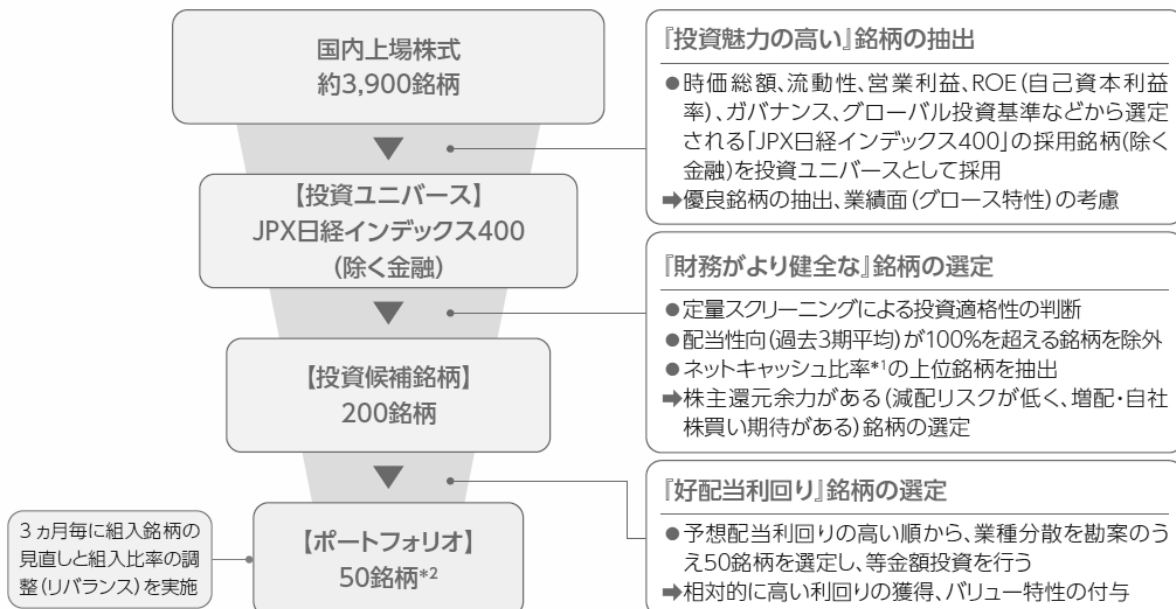 国内上場株式
約3,900銘柄
『投資魅力の高い』銘柄の抽出
●時価総額、流動性、営業利益、ROE(自己資本利益
率)、ガバナンス、グローバル投資基準などから選定
される「JPX日経インデックス400」の採用銘柄(除く
金融)を投資ユニバースとして採用
➡優良銘柄の抽出、業績面(グロース特性)の考慮
【投資ユニバース】
JPX日経インデックス400
(除く金融)
『財務がより健全な』銘柄の選定
●定量スクリーニングによる投資適格性の判断
●配当性向(過去3期平均)が100%を超える銘柄を除外
●ネットキャッシュ比率*1の上位銘柄を抽出
➡株主還元余力がある(減配リスクが低く、増配・自社
株買い期待がある)銘柄の選定
【投資候補銘柄】
200銘柄
『好配当利回り』銘柄の選定
●予想配当利回りの高い順から、業種分散を勘案のう
え50銘柄を選定し、等金額投資を行う
➡相対的に高い利回りの獲得、バリュー特性の付与
【ポートフォリオ】
50銘柄*2
3ヵ月毎に組入銘柄の
見直しと組入比率の調
整(リバランス)を実施